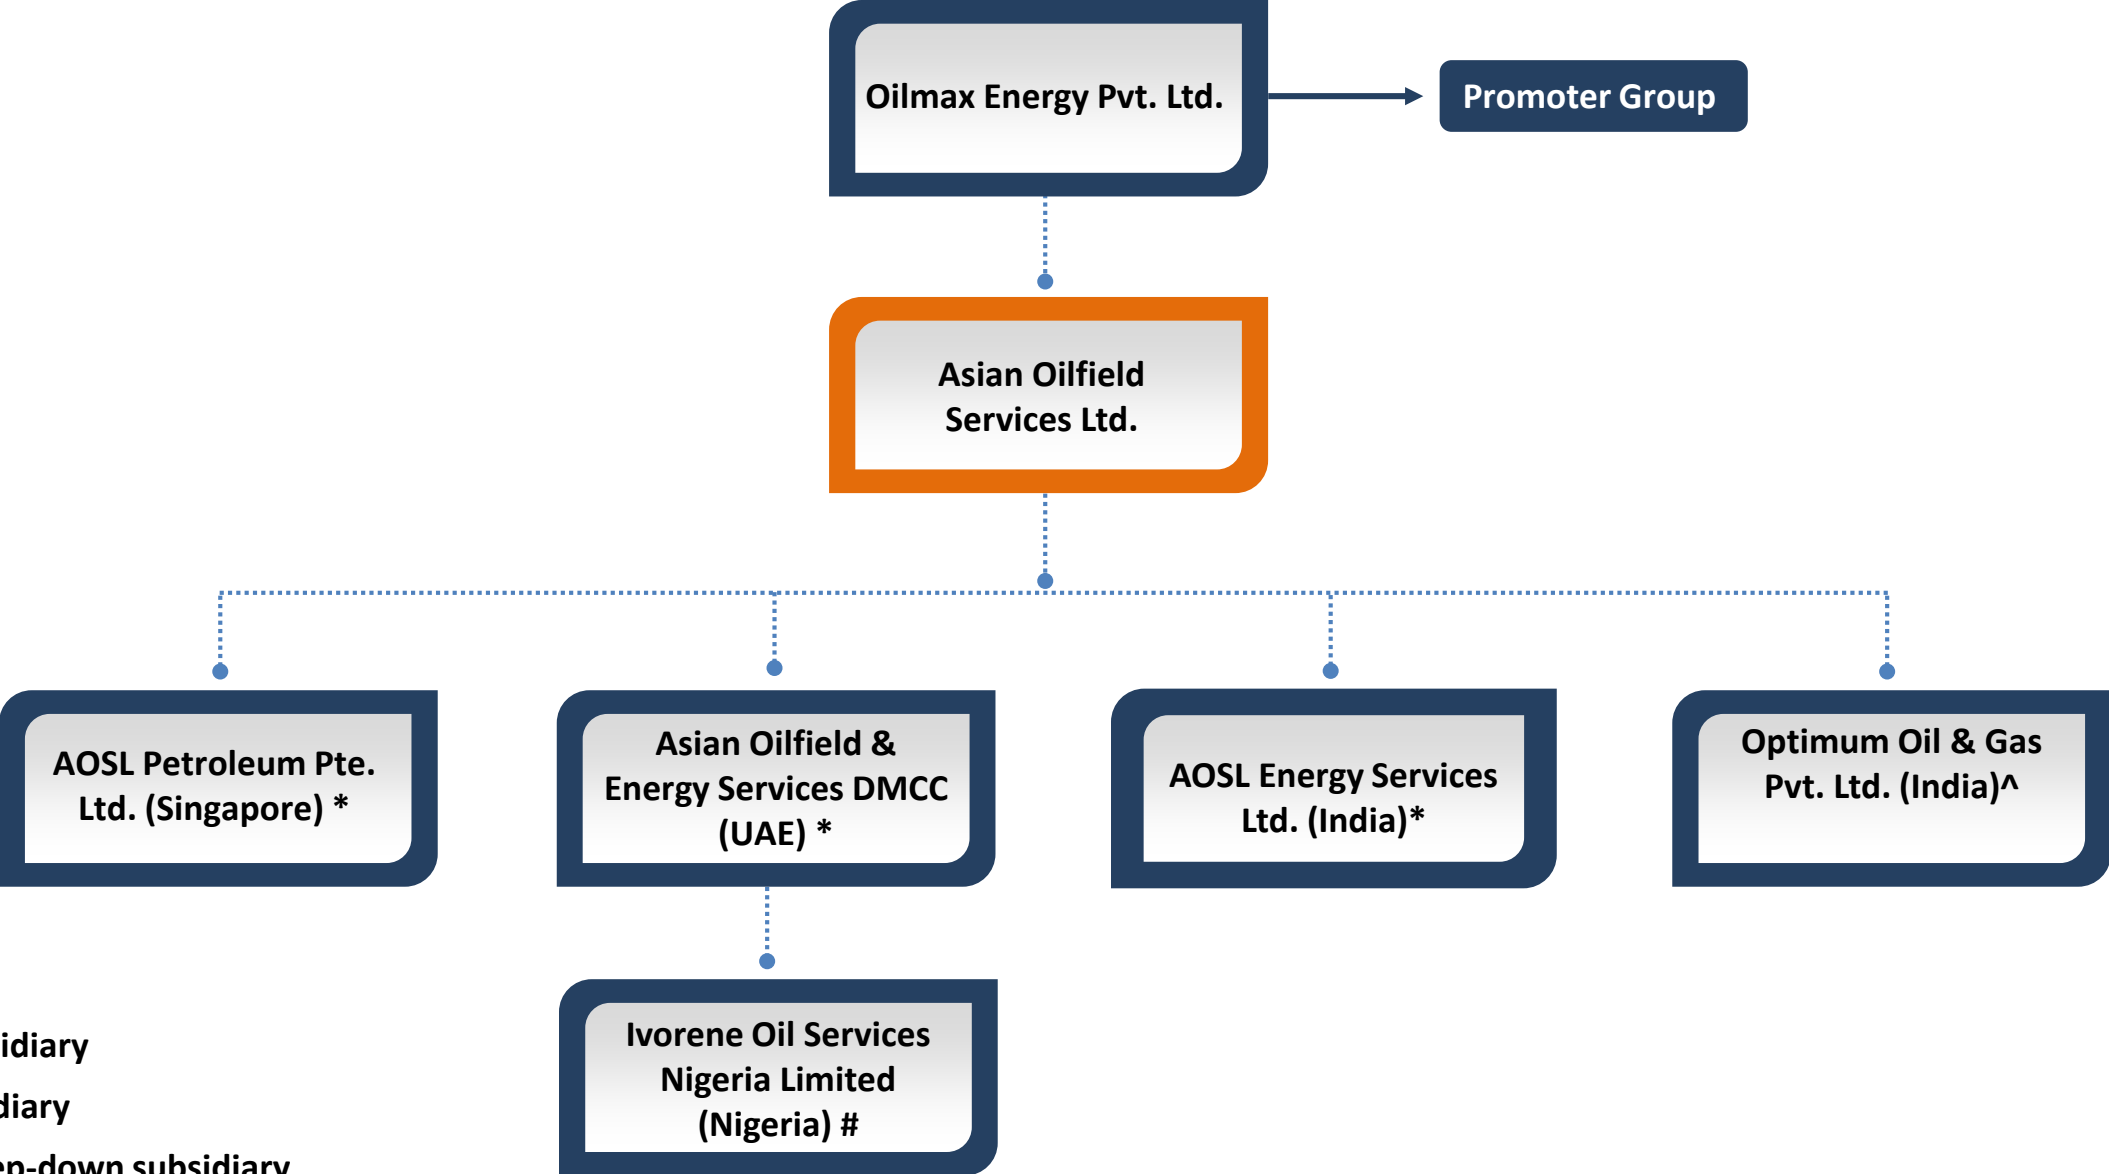 Oilmax Energy Pvt. Ltd.
Promoter Group
Asian Oilfield
Services Ltd.
AOSL Petroleum Pte.
Ltd. (Singapore) *
Asian Oilfield &
Energy Services DMCC
(UAE) *
AOSL Energy Services
Ltd. (India)*
Optimum Oil & Gas
Pvt. Ltd. (India)^
Ivorene Oil Services
Nigeria Limited
(Nigeria) #
subsidiary